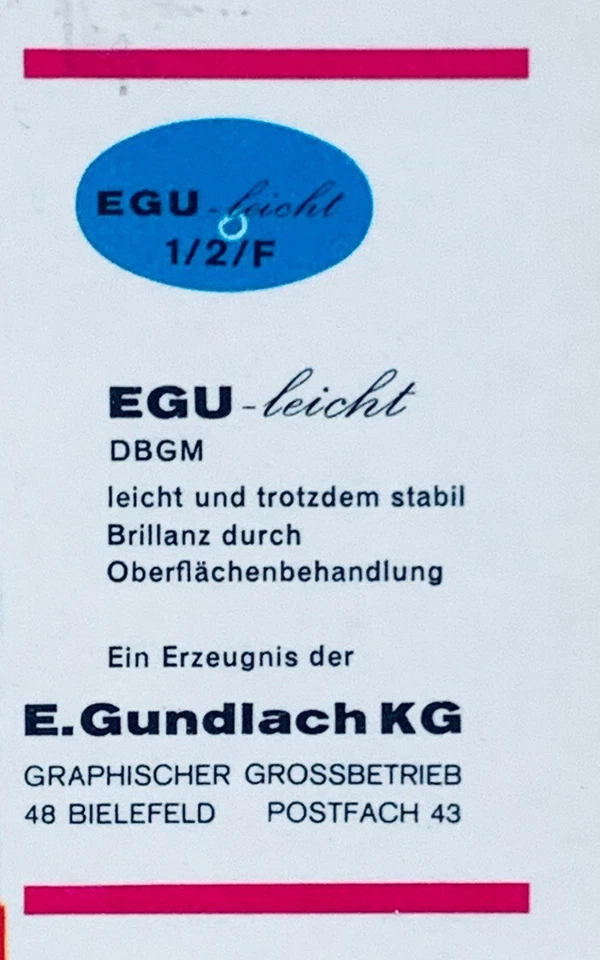 EGU-leicht
1/2/F
EGU-leicht
DBGM
leicht und trotzdem stabil
Brillanz durch
Oberflächenbehandlung
Ein Erzeugnis der
E.Gundlach KG
GRAPHISCHER GROSSBETRIEB
48 BIELEFELD POSTFACH 43